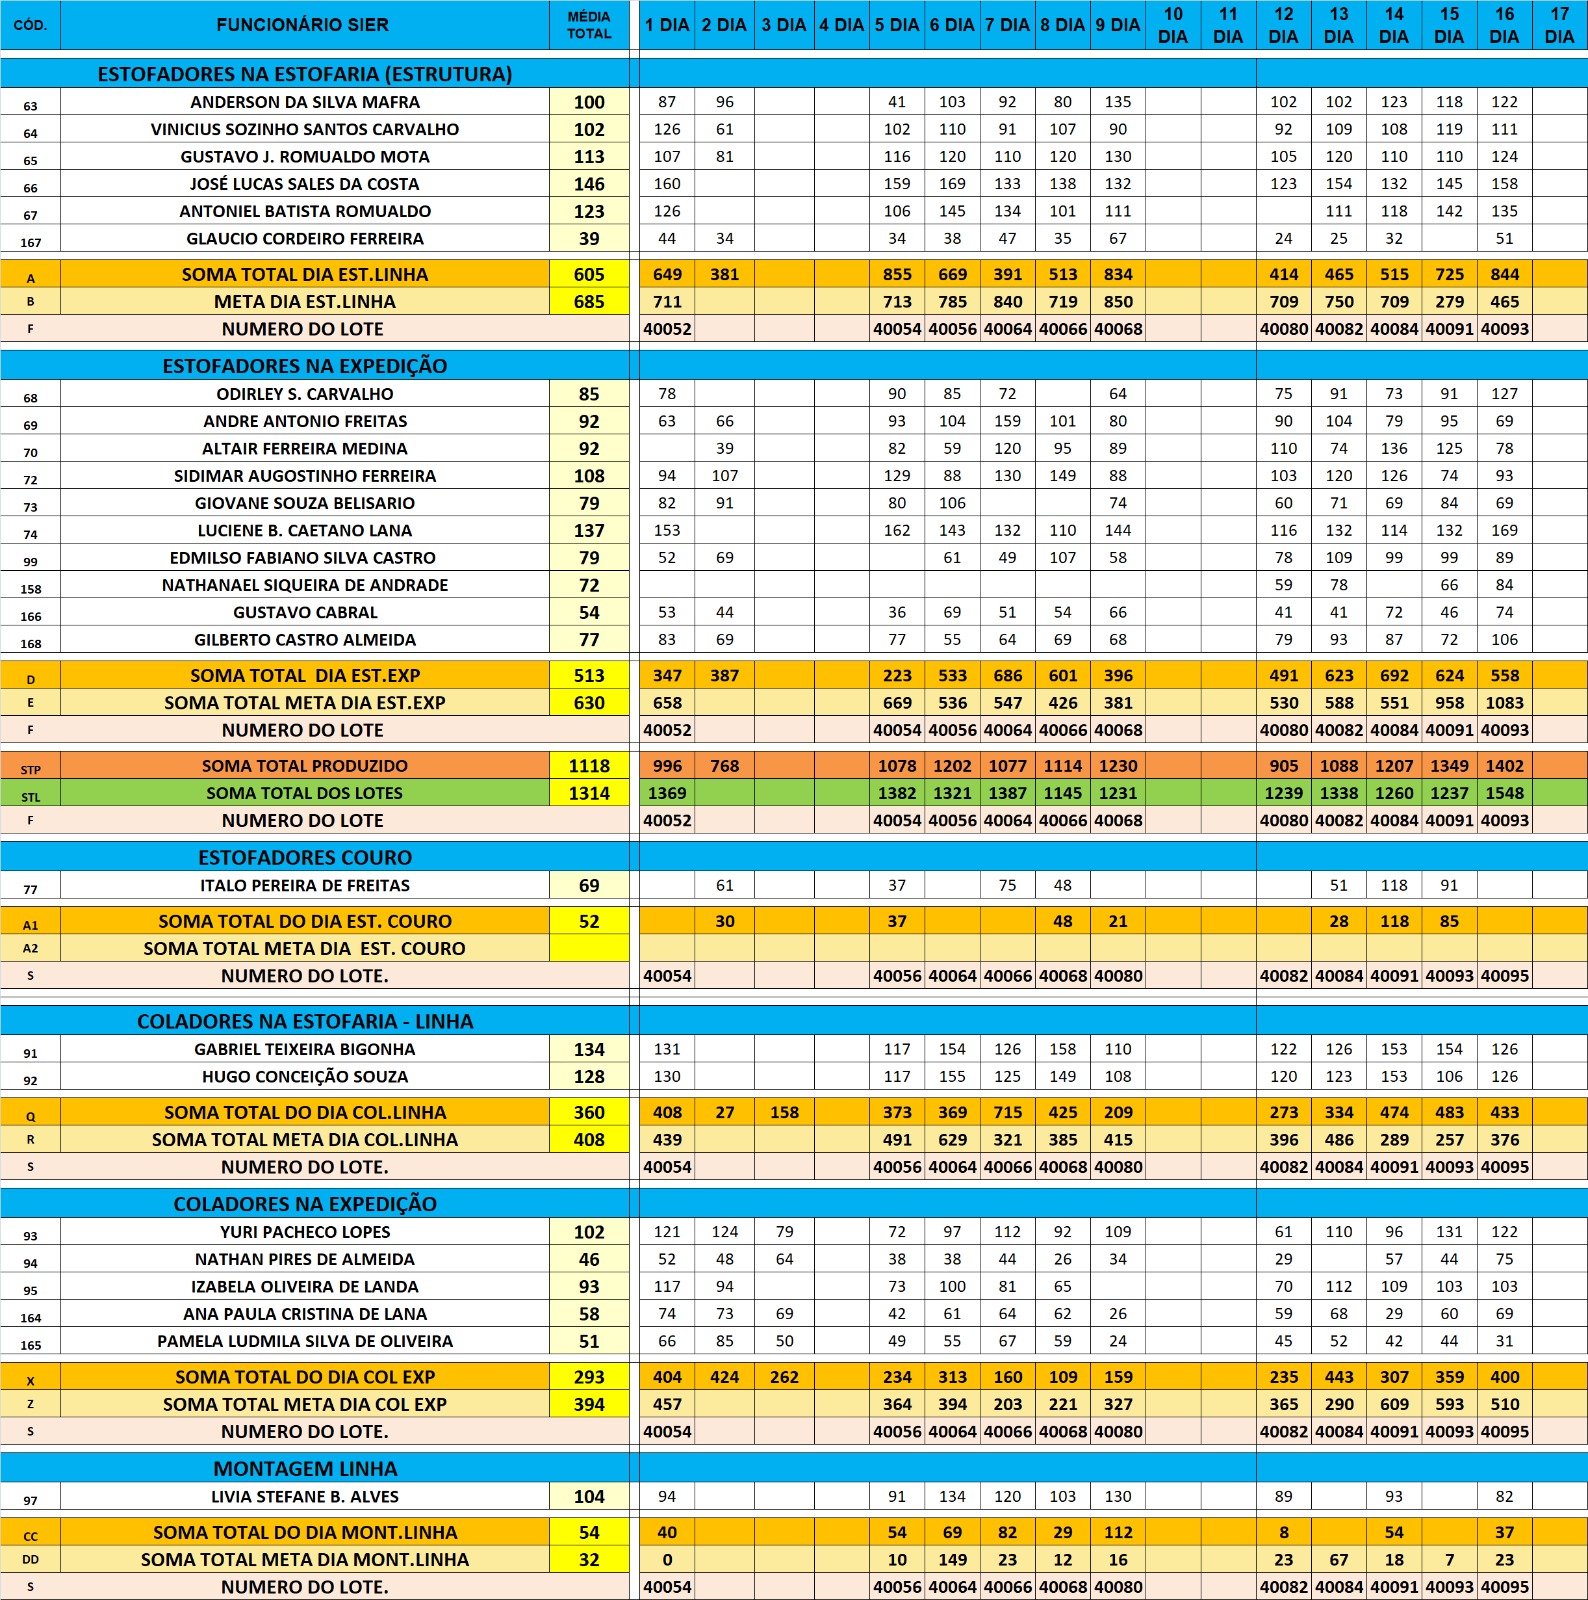 CÓD. FUNCIONÁRIO SIER MÉDIA TOTAL 1 DIA 2 DIA 3 DIA 4 DIA 5 DIA 6 DIA 7 DIA 8 DIA 9 DIA 10 DIA 11 DIA 12 DIA 13 DIA 14 DIA 15 DIA 16 DIA 17 DIA
ESTOFADORES NA ESTOFARIA (ESTRUTURA)
63 ANDERSON DA SILVA MAFRA 100 87 96 41 103 92 80 135 102 102 123 118 122
64 VINICIUS SOZINHO SANTOS CARVALHO 102 126 61 102 110 91 107 90 92 109 108 119 111
65 GUSTAVO J. ROMUALDO MOTA 113 107 81 116 120 110 120 130 105 120 110 110 124
66 JOSÉ LUCAS SALES DA COSTA 146 160 159 169 133 138 132 123 154 132 145 158
67 ANTONIEL BATISTA ROMUALDO 123 126 106 145 134 101 111 111 118 142 135
167 GLAUCIO CORDEIRO FERREIRA 39 44 34 34 38 47 35 67 24 25 32 51
A SOMA TOTAL DIA EST.LINHA 605 649 381 855 669 391 513 834 414 465 515 725 844
B META DIA EST.LINHA 685 711 713 785 840 719 850 709 750 709 279 465
F NUMERO DO LOTE 40052 40054 40056 40064 40066 40068 40080 40082 40084 40091 40093
ESTOFADORES NA EXPEDIÇÃO
68 ODIRLEY S. CARVALHO 85 78 90 85 72 64 75 91 73 91 127
69 ANDRE ANTONIO FREITAS 92 63 66 93 104 159 101 80 90 104 79 95 69
70 ALTAIR FERREIRA MEDINA 92 39 82 59 120 95 89 110 74 136 125 78
72 SIDIMAR AUGOSTINHO FERREIRA 108 94 107 129 88 130 149 88 103 120 126 74 93
73 GIOVANE SOUZA BELISARIO 79 82 91 80 106 74 60 71 69 84 69
74 LUCIENE B. CAETANO LANA 137 153 162 143 132 110 144 116 132 114 132 169
99 EDMILSO FABIANO SILVA CASTRO 79 52 69 61 49 107 58 78 109 99 99 89
158 NATHANAEL SIQUEIRA DE ANDRADE 72 59 78 66 84
166 GUSTAVO CABRAL 54 53 44 36 69 51 54 66 41 41 72 46 74
168 GILBERTO CASTRO ALMEIDA 77 83 69 77 55 64 69 68 79 93 87 72 106
D SOMA TOTAL DIA EST.EXP 513 347 387 223 533 686 601 396 491 623 692 624 558
E SOMA TOTAL META DIA EST.EXP 630 658 669 536 547 426 381 530 588 551 958 1083
F NUMERO DO LOTE 40052 40054 40056 40064 40066 40068 40080 40082 40084 40091 40093
STP SOMA TOTAL PRODUZIDO 1118 996 768 1078 1202 1077 1114 1230 905 1088 1207 1349 1402
STL SOMA TOTAL DOS LOTES 1314 1369 1382 1321 1387 1145 1231 1239 1338 1260 1237 1548
F NUMERO DO LOTE 40052 40054 40056 40064 40066 40068 40080 40082 40084 40091 40093
ESTOFADORES COURO
77 ITALO PEREIRA DE FREITAS 69 61 37 75 48 51 118 91
A1 SOMA TOTAL DO DIA EST. COURO 52 30 37 48 21 28 118 85
A2 SOMA TOTAL META DIA EST. COURO
S NUMERO DO LOTE. 40054 40056 40064 40066 40068 40080 40082 40084 40091 40093 40095
COLADORES NA ESTOFARIA - LINHA
91 GABRIEL TEIXEIRA BIGONHA 134 131 117 154 126 158 110 122 126 153 154 126
92 HUGO CONCEIÇÃO SOUZA 128 130 117 155 125 149 108 120 123 153 106 126
Q SOMA TOTAL DO DIA COL.LINHA 360 408 27 158 373 369 715 425 209 273 334 474 483 433
R SOMA TOTAL META DIA COL.LINHA 408 439 491 629 321 385 415 396 486 289 257 376
S NUMERO DO LOTE. 40054 40056 40064 40066 40068 40080 40082 40084 40091 40093 40095
COLADORES NA EXPEDIÇÃO
93 YURI PACHECO LOPES 102 121 124 79 72 97 112 92 109 61 110 96 131 122
94 NATHAN PIRES DE ALMEIDA 46 52 48 64 38 38 44 26 34 29 57 44 75
95 IZABELA OLIVEIRA DE LANDA 93 117 94 73 100 81 65 70 112 109 103 103
164 ANA PAULA CRISTINA DE LANA 58 74 73 69 42 61 64 62 26 59 68 29 60 69
165 PAMELA LUDMILA SILVA DE OLIVEIRA 51 66 85 50 49 55 67 59 24 45 52 42 44 31
X SOMA TOTAL DO DIA COL EXP 293 404 424 262 234 313 160 109 159 235 443 307 359 400
Z SOMA TOTAL META DIA COL EXP 394 457 364 394 203 221 327 365 290 609 593 510
S NUMERO DO LOTE. 40054 40056 40064 40066 40068 40080 40082 40084 40091 40093 40095
MONTAGEM LINHA
97 LIVIA STEFANE B. ALVES 104 94 91 134 120 103 130 89 93 82
CC SOMA TOTAL DO DIA MONT.LINHA 54 40 54 69 82 29 112 8 54 37
DD SOMA TOTAL META DIA MONT.LINHA 32 0 10 149 23 12 16 23 67 18 7 23
S NUMERO DO LOTE. 40054 40056 40064 40066 40068 40080 40082 40084 40091 40093 40095